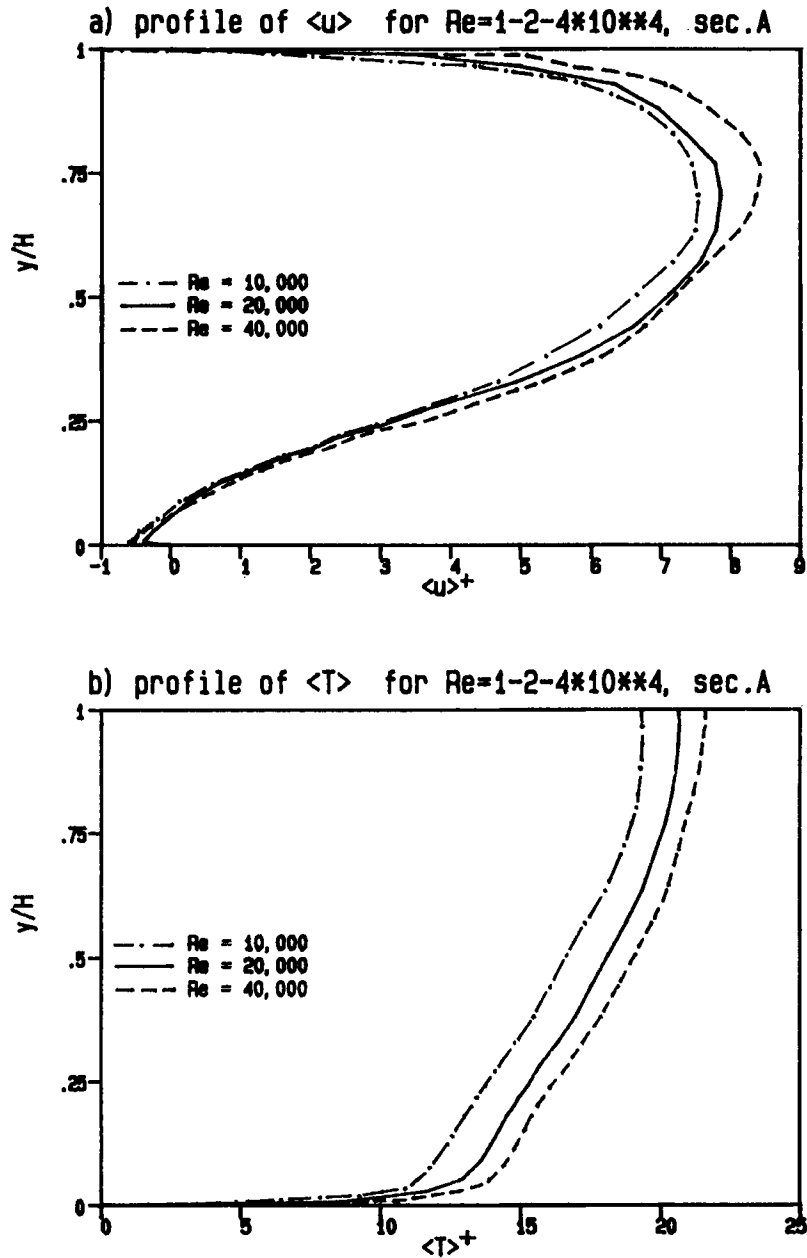 a) profile of <u> for Re=1-2-4*10**4, sec.A
1
.75
y/H
Re = 10,000
.5
Re = 20,000
Re = 40,000
.25
0
-1 0 1 2 3 4 5 6 7 8 9
<u>+
b) profile of <T> for Re=1-2-4*10**4, sec.A
1
.75
y/H
Re = 10,000
.5
Re = 20,000
Re = 40,000
.25
0
0 5 10 15 20 25
<T>+